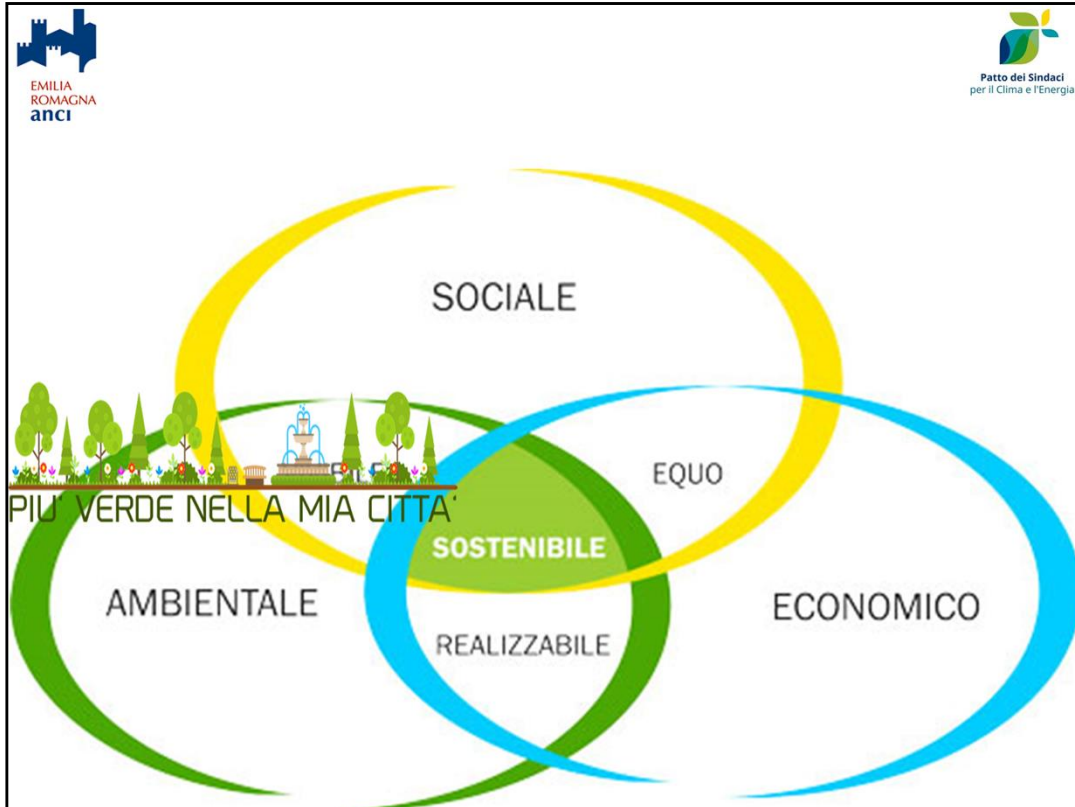 EMILIA
ROMAGNA
anci
Patto dei Sindaci
per il Clima e l'Energia
SOCIALE
EQUO
PIU' VERDE NELLA MIA CITTA'
SOSTENIBILE
AMBIENTALE
ECONOMICO
REALIZZABILE